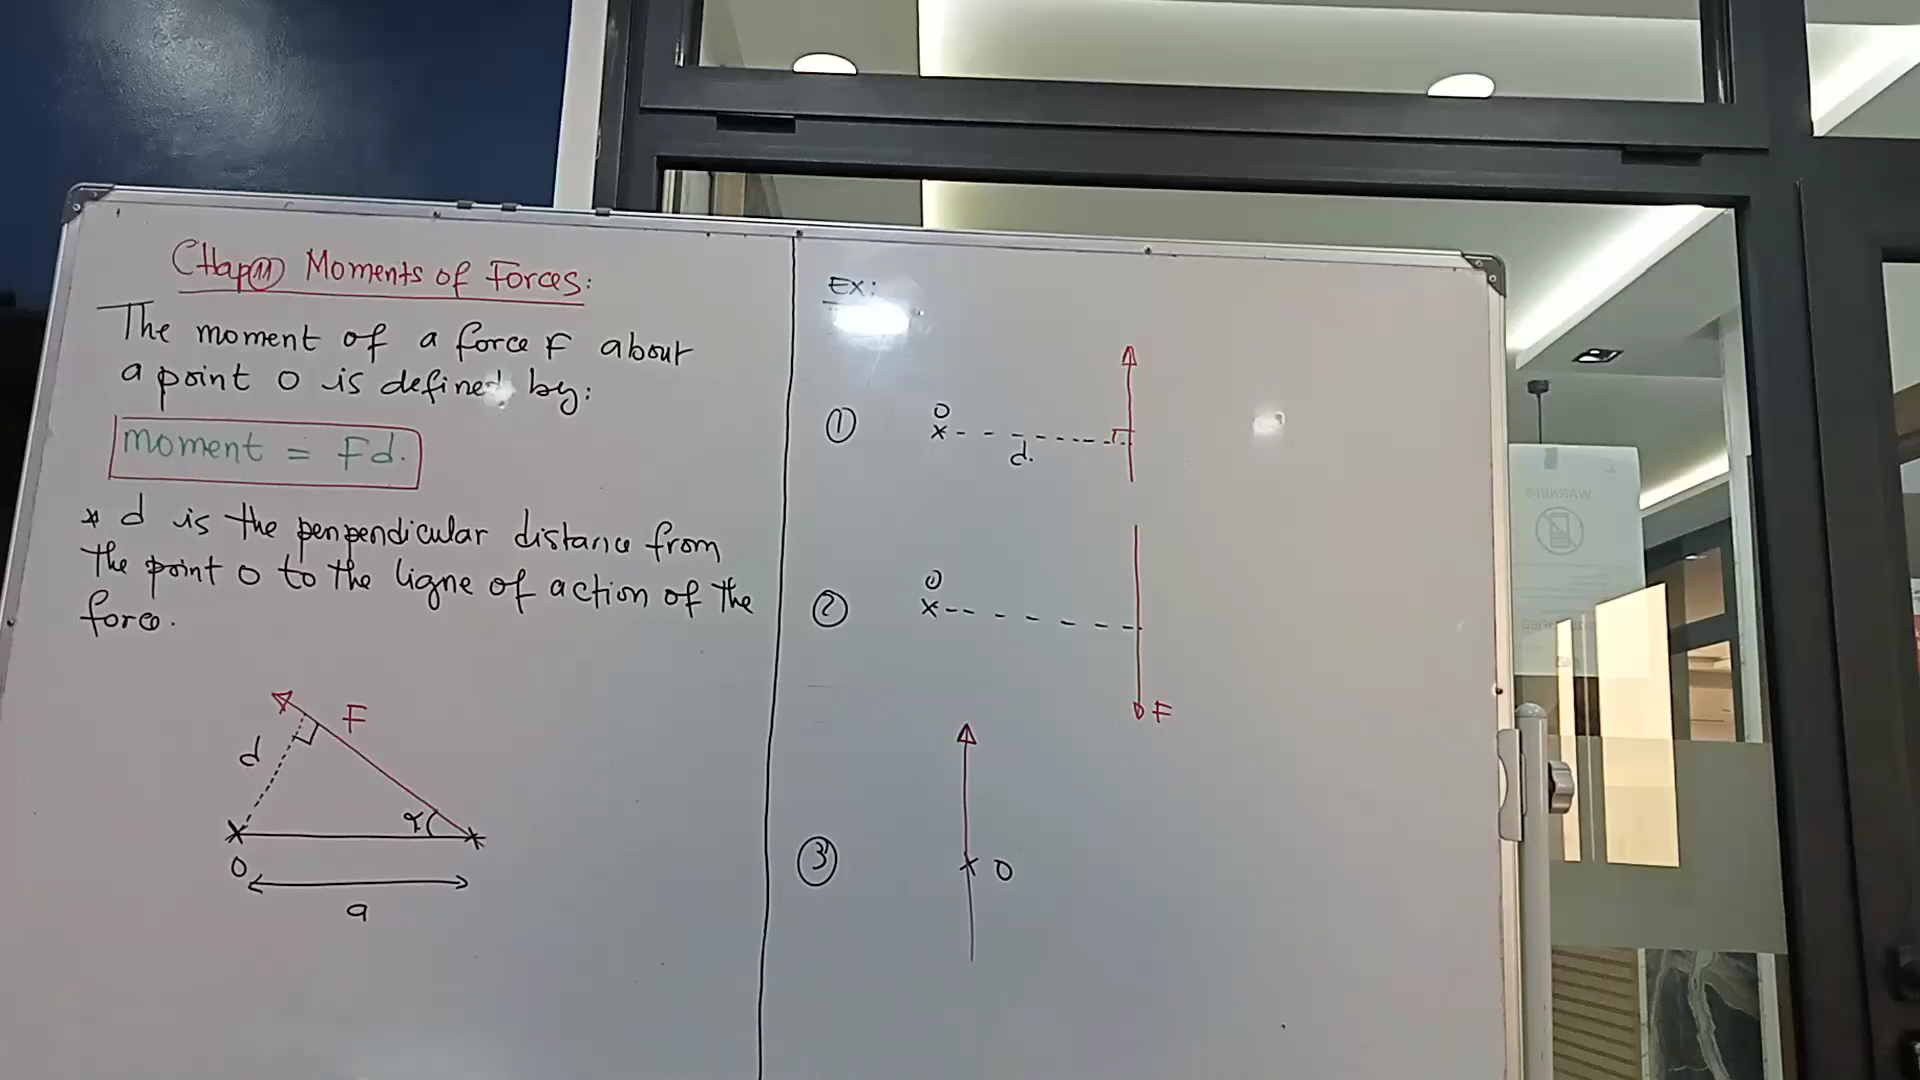 CHap 11 Moments of Forces:
The moment of a force F about
a point O is defined by:
moment = Fd.
* d is the perpendicular distance from
the point O to the ligne of action of the
force.
F
d
α
O
a
EX:
1
O
d.
2
O
F
3
O
WARNING